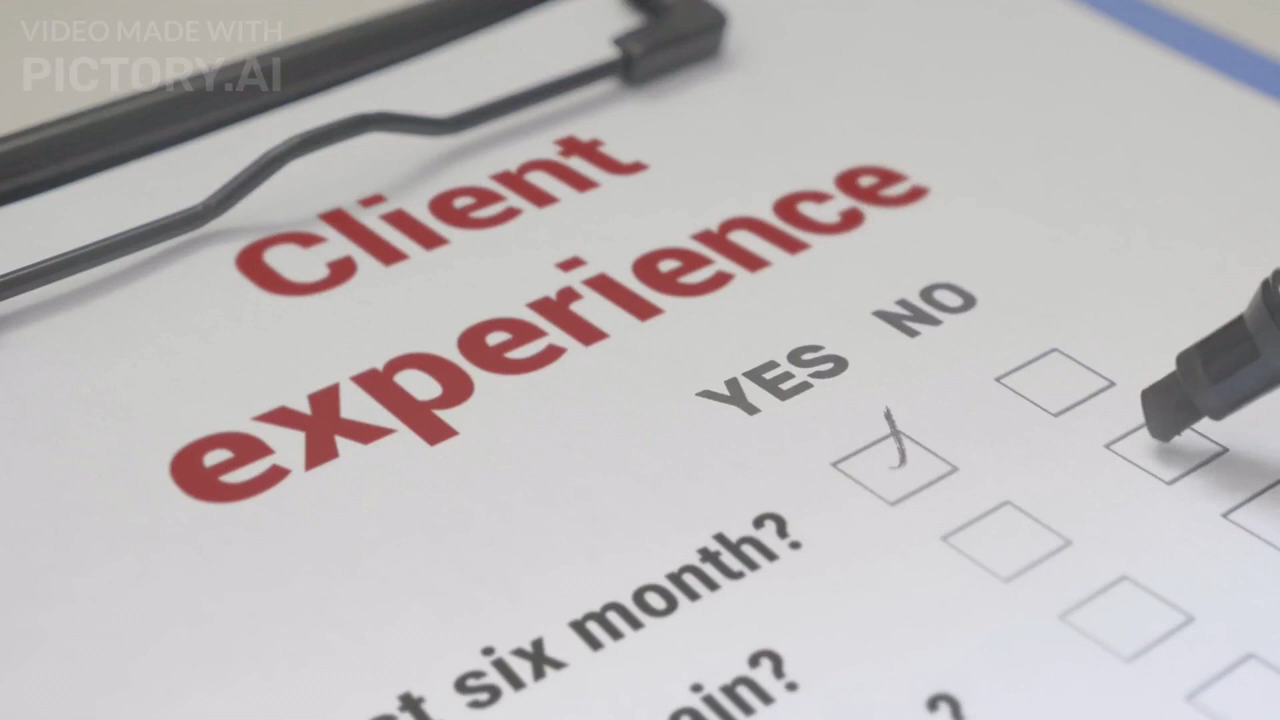 VIDEO MADE WITH
PICTORY.AI
Client
experience
YES NO
six month?
?